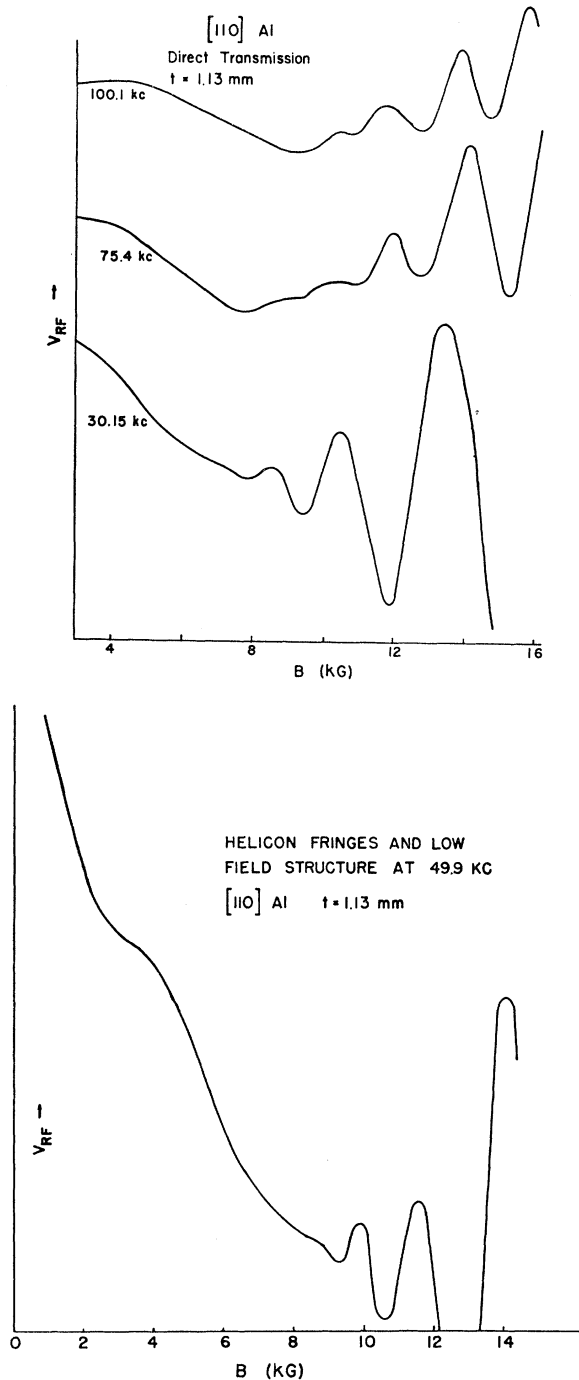 [110] Al
Direct Transmission
t = 1.13 mm
100.1 kc
75.4 kc
V_RF →
30.15 kc
4 8 12 16
B (KG)
HELICON FRINGES AND LOW
FIELD STRUCTURE AT 49.9 KC
[110] Al t = 1.13 mm
V_RF →
0 2 4 6 8 10 12 14
B (KG)